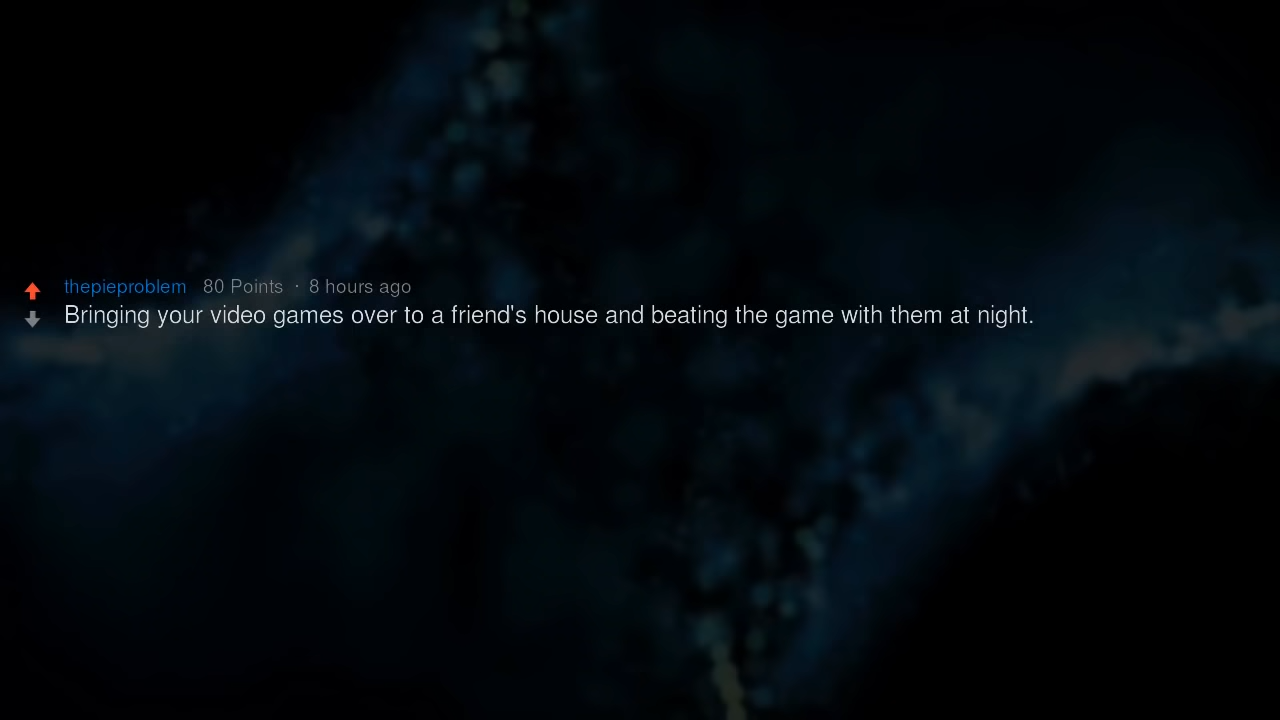 thepieproblem 80 Points · 8 hours ago
Bringing your video games over to a friend's house and beating the game with them at night.